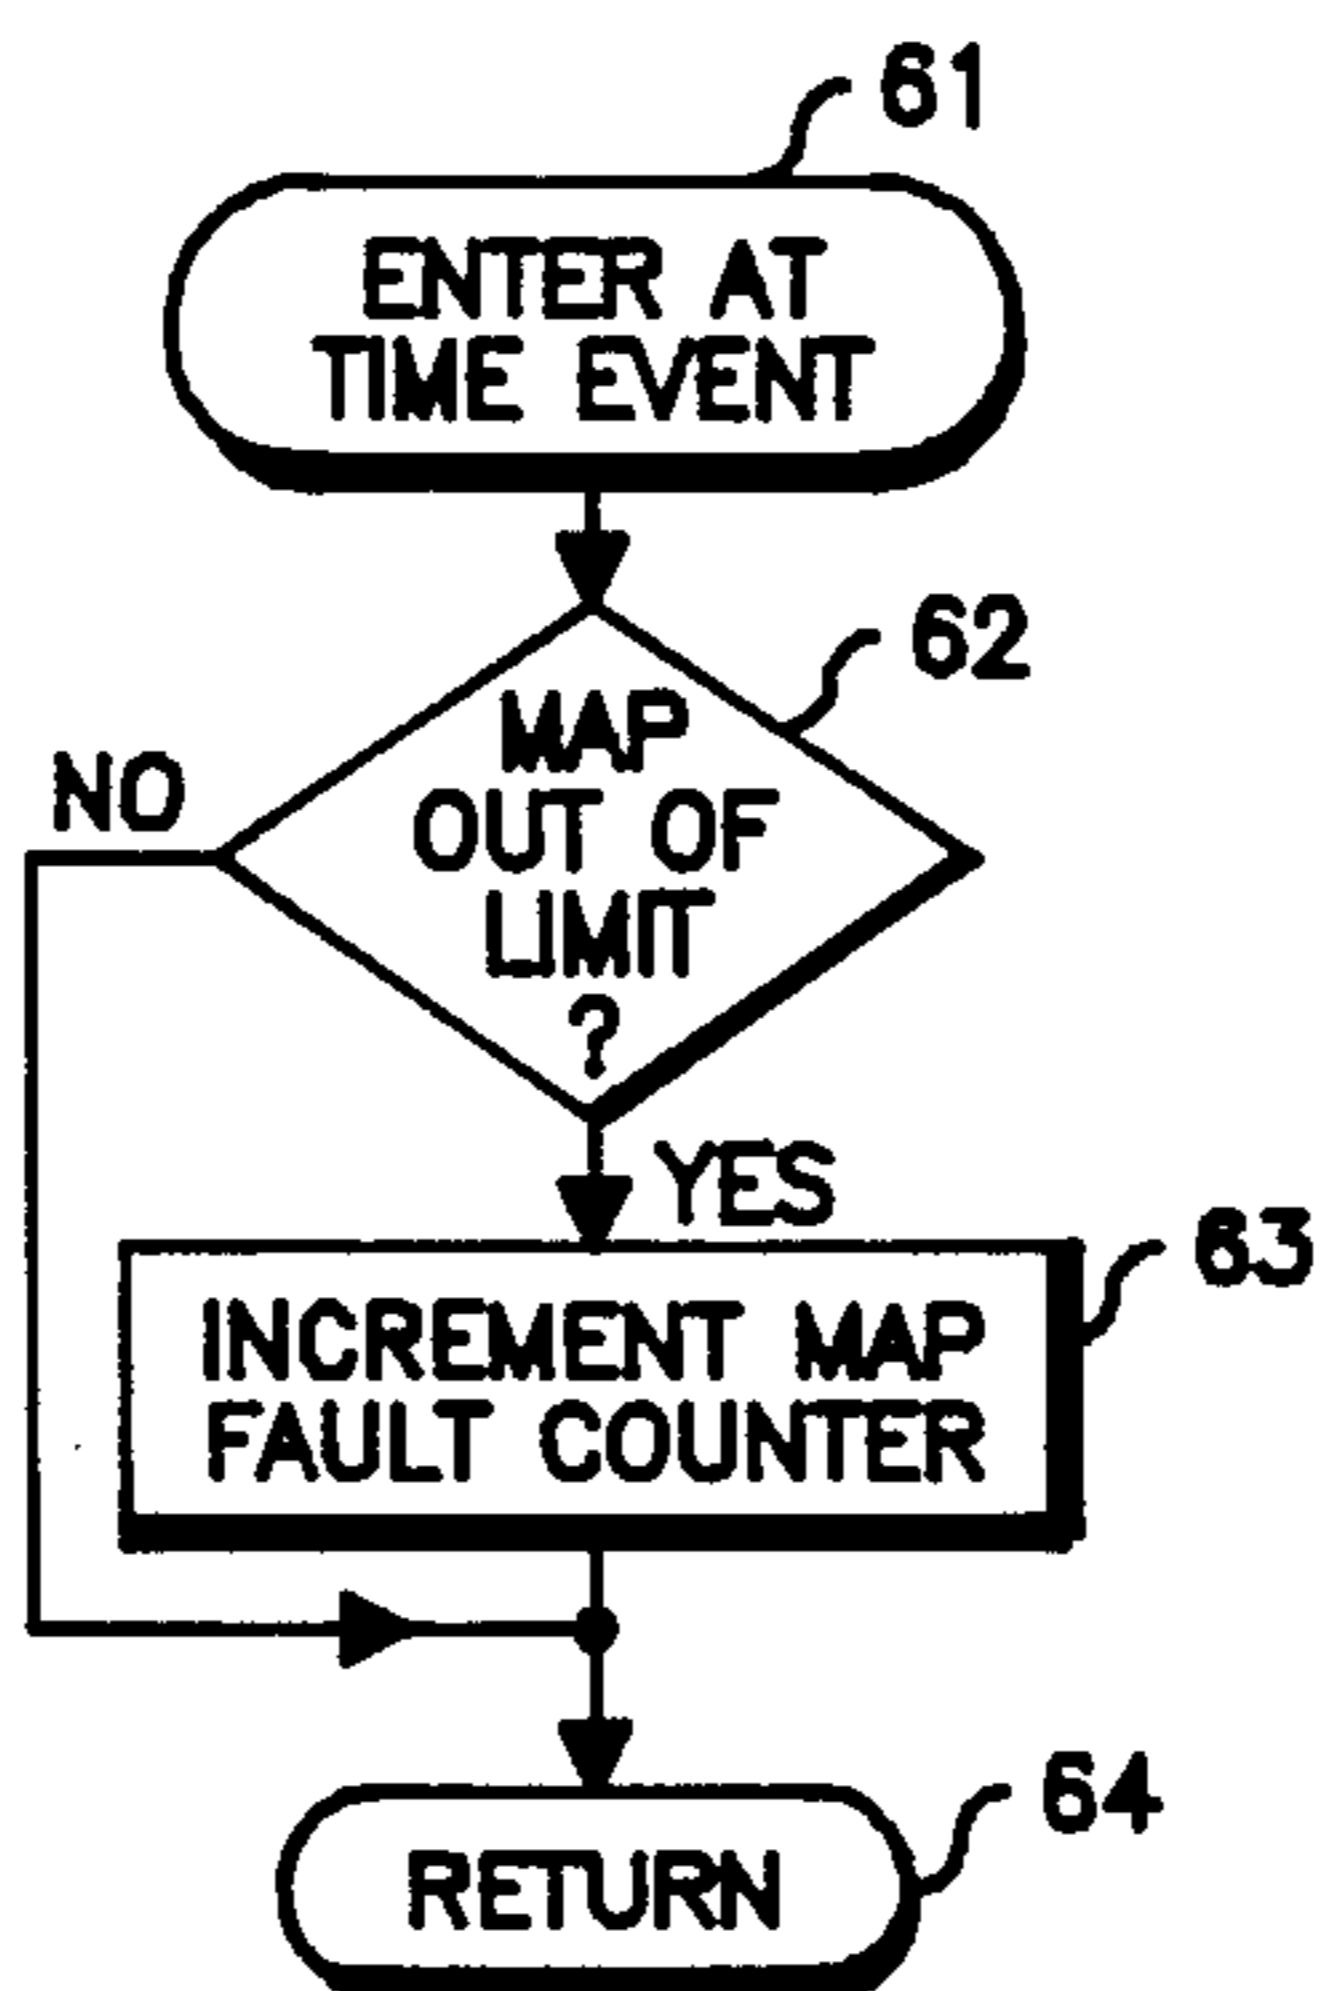 61
ENTER AT
TIME EVENT
62
MAP
OUT OF
LIMIT
?
NO
YES
63
INCREMENT MAP
FAULT COUNTER
64
RETURN